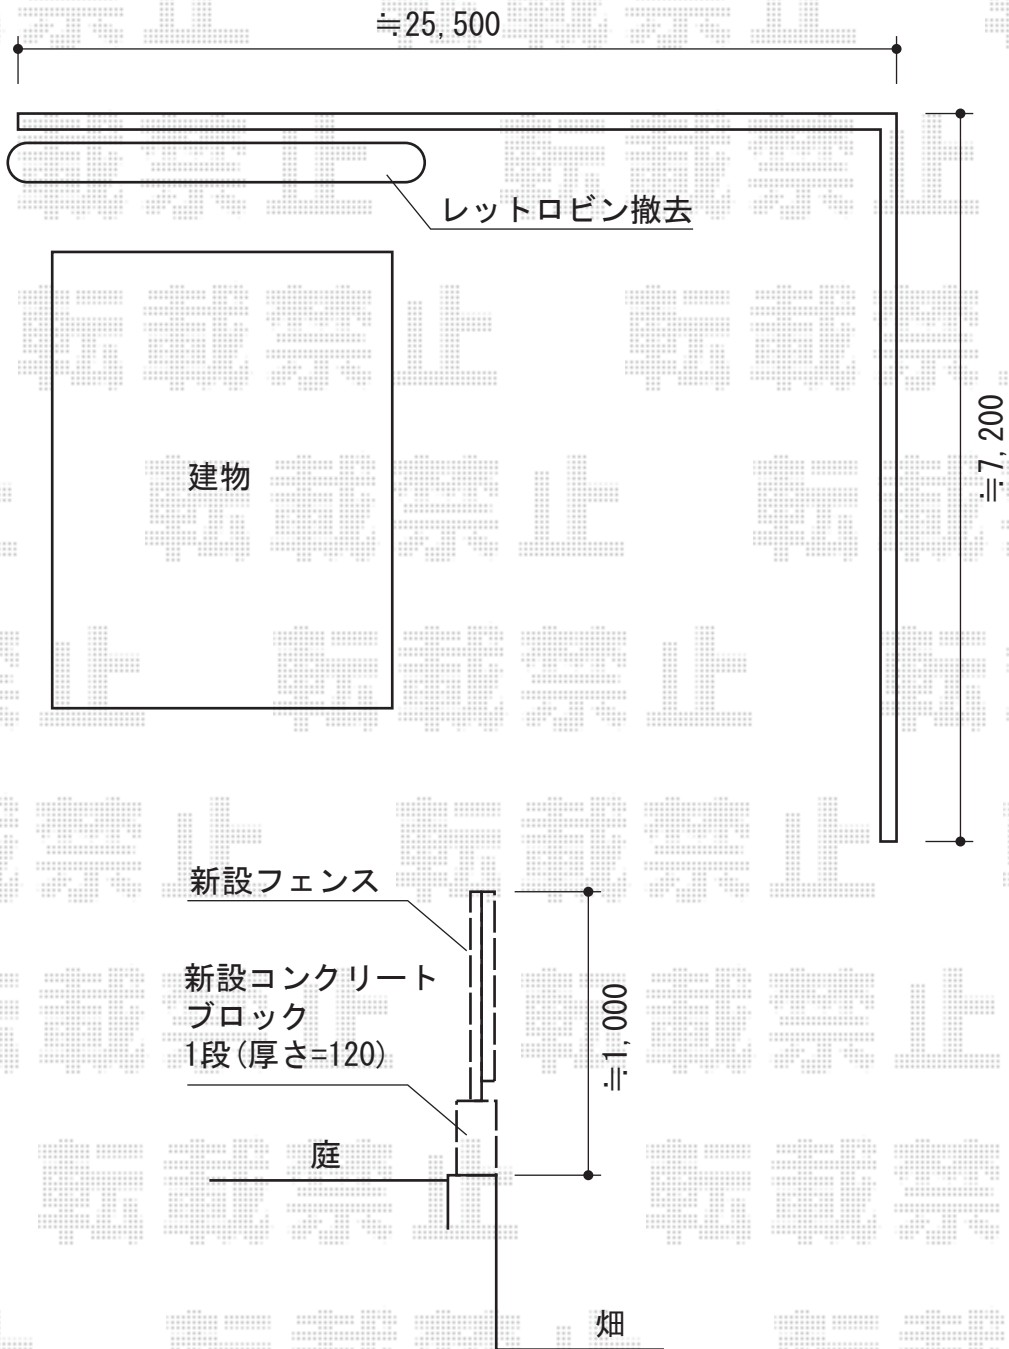 ≒25,500
レットロビン撤去
建物
≒7,200
新設フェンス
新設コンクリート
ブロック
1段(厚さ=120)
≒1,000
庭
畑
転載禁止